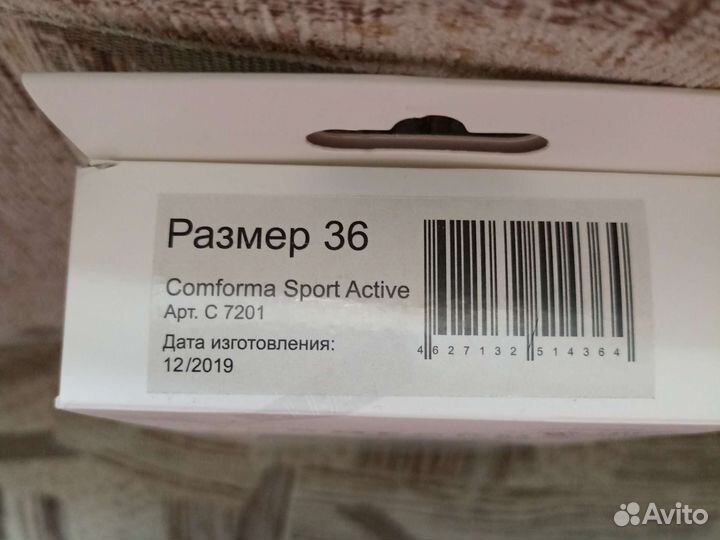 Размер 36
Comforma Sport Active
Арт. С 7201
Дата изготовления:
12/2019
4 627132 514364
Avito